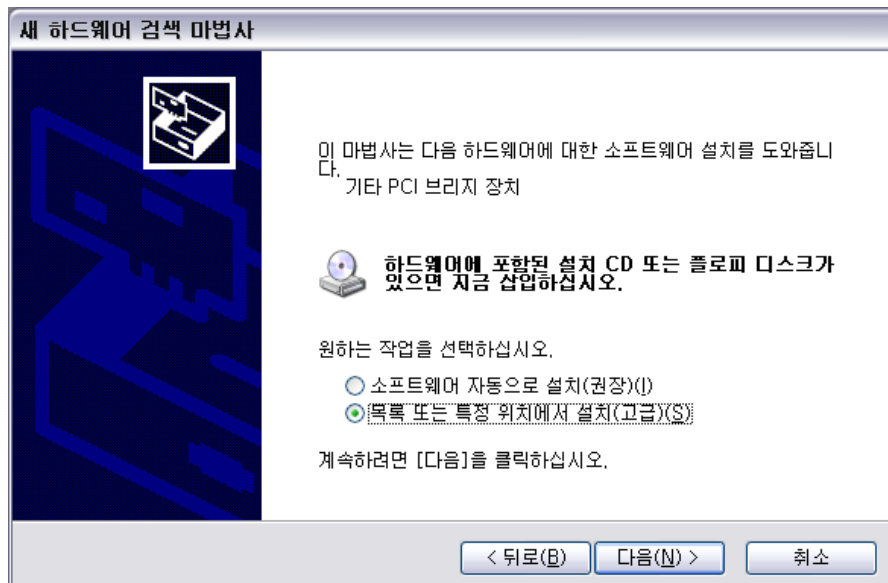 새 하드웨어 검색 마법사
이 마법사는 다음 하드웨어에 대한 소프트웨어 설치를 도와줍니
다.
기타 PCI 브리지 장치
하드웨어에 포함된 설치 CD 또는 플로피 디스크가
있으면 지금 삽입하십시오.
원하는 작업을 선택하십시오.
소프트웨어 자동으로 설치(권장)(I)
목록 또는 특정 위치에서 설치(고급)(S)
계속하려면 [다음]을 클릭하십시오.
< 뒤로(B) 다음(N) > 취소